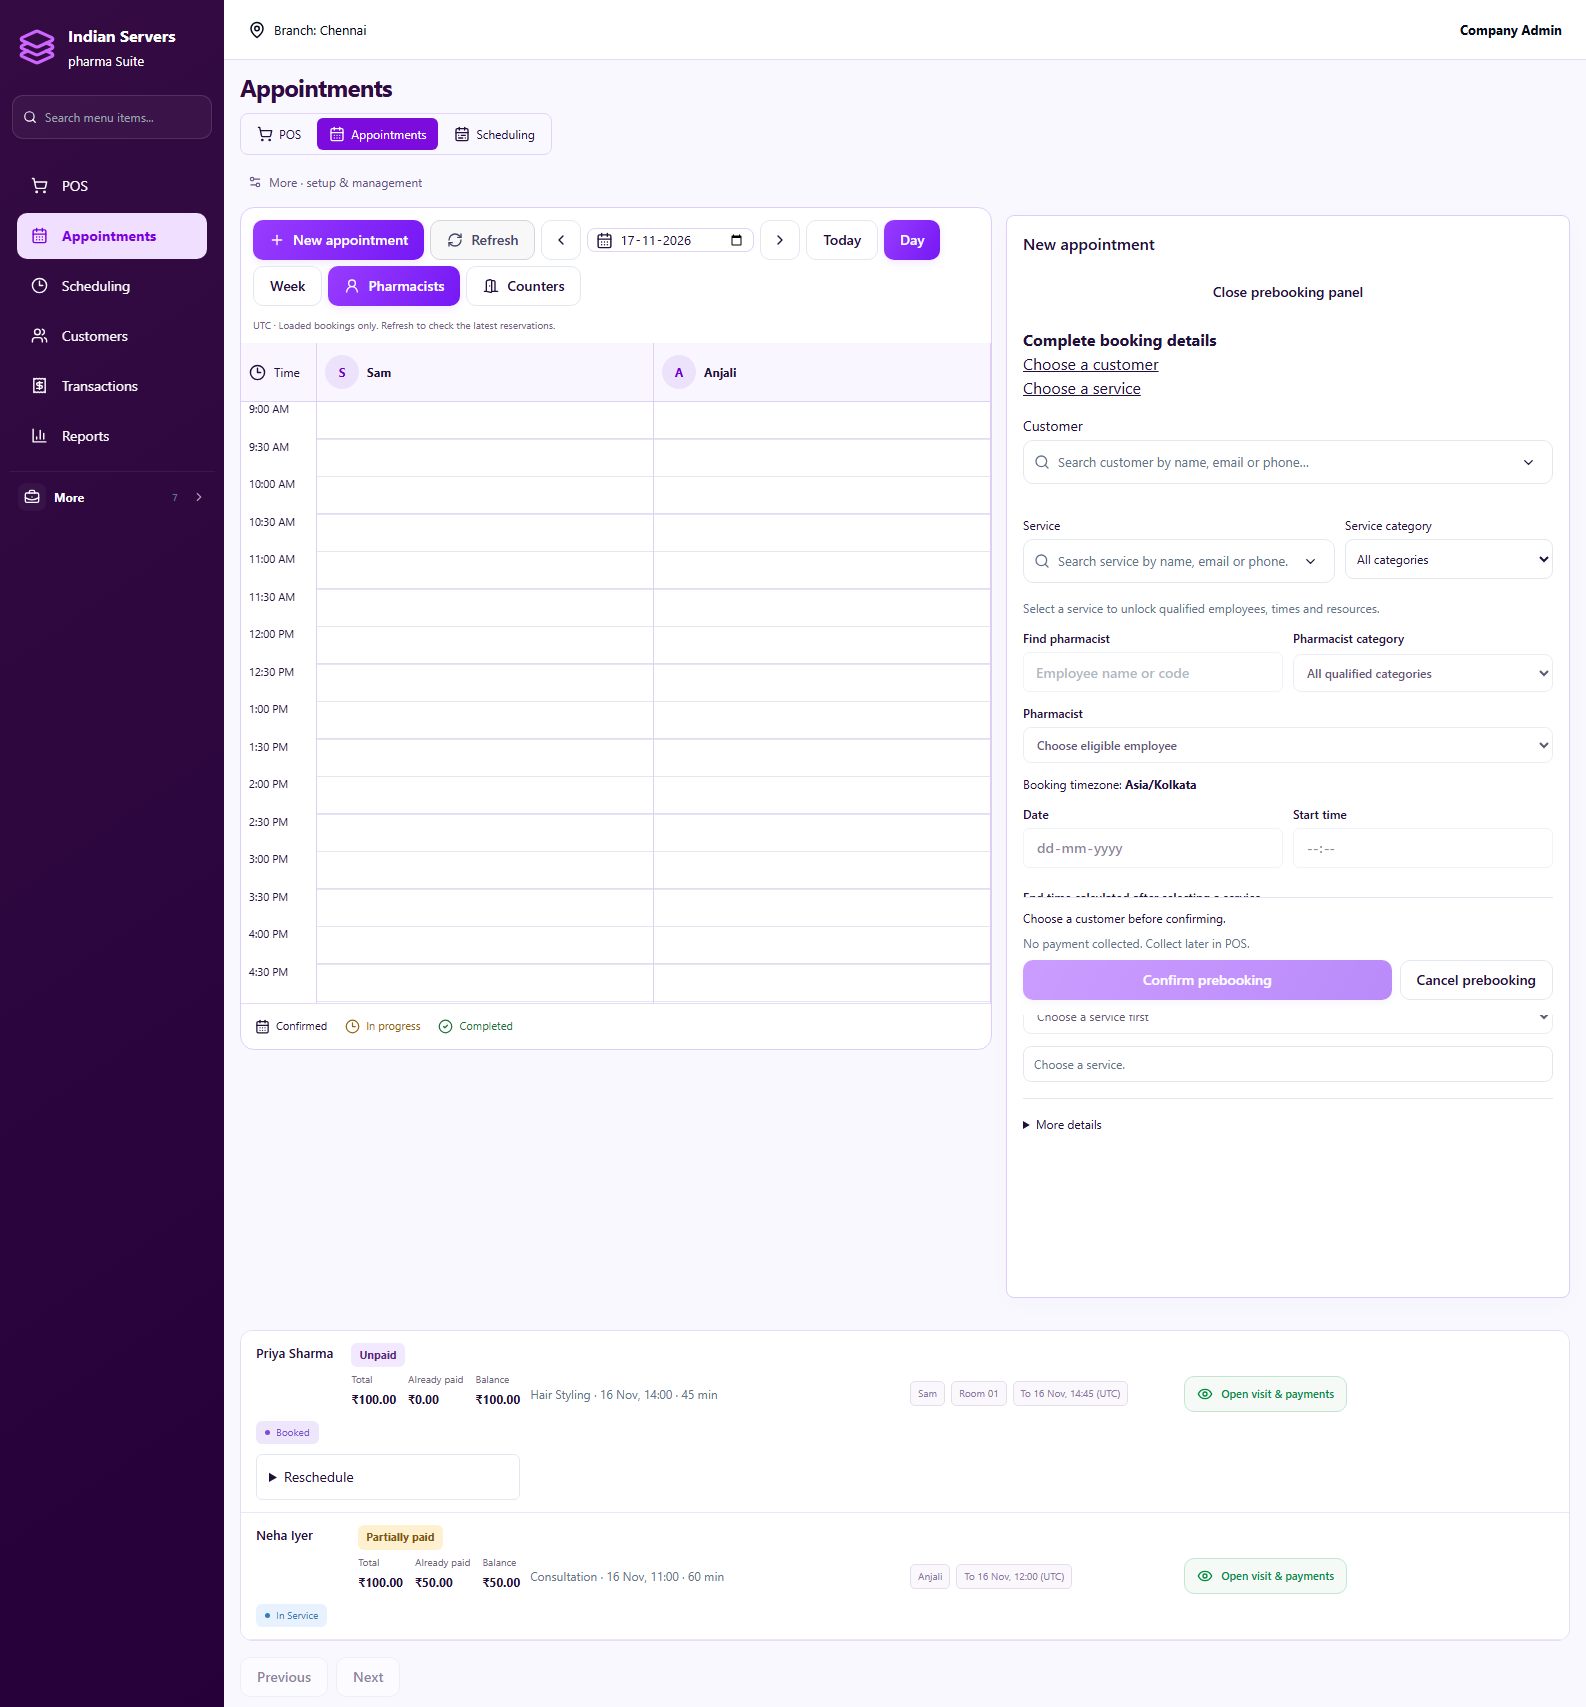 Indian Servers
pharma Suite
Search menu items...
POS
Appointments
Scheduling
Customers
Transactions
Reports
More 7
Branch: Chennai
Company Admin
Appointments
POS Appointments Scheduling
More · setup & management
New appointment Refresh 17-11-2026 Today Day
Week Pharmacists Counters
UTC · Loaded bookings only. Refresh to check the latest reservations.
Time S Sam A Anjali
9:00 AM
9:30 AM
10:00 AM
10:30 AM
11:00 AM
11:30 AM
12:00 PM
12:30 PM
1:00 PM
1:30 PM
2:00 PM
2:30 PM
3:00 PM
3:30 PM
4:00 PM
4:30 PM
Confirmed In progress Completed
New appointment
Close prebooking panel
Complete booking details
Choose a customer
Choose a service
Customer
Search customer by name, email or phone...
Service Service category
Search service by name, email or phone. All categories
Select a service to unlock qualified employees, times and resources.
Find pharmacist Pharmacist category
Employee name or code All qualified categories
Pharmacist
Choose eligible employee
Booking timezone: Asia/Kolkata
Date Start time
dd-mm-yyyy --:--
End time calculated after selecting a service
Choose a customer before confirming.
No payment collected. Collect later in POS.
Confirm prebooking Cancel prebooking
Choose a service first
Choose a service.
More details
Priya Sharma Unpaid
Total Already paid Balance
₹100.00 ₹0.00 ₹100.00 Hair Styling · 16 Nov, 14:00 · 45 min Sam Room 01 To 16 Nov, 14:45 (UTC) Open visit & payments
Booked
Reschedule
Neha Iyer Partially paid
Total Already paid Balance
₹100.00 ₹50.00 ₹50.00 Consultation · 16 Nov, 11:00 · 60 min Anjali To 16 Nov, 12:00 (UTC) Open visit & payments
In Service
Previous Next